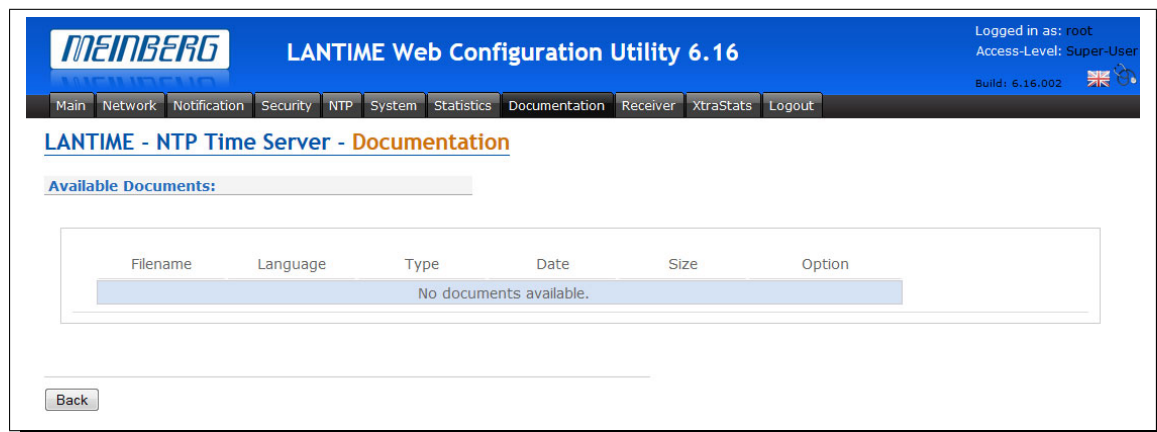 MEINBERG
LANTIME Web Configuration Utility 6.16
Logged in as: root
Access-Level: Super-User
Build: 6.16.002
Main Network Notification Security NTP System Statistics Documentation Receiver XtraStats Logout
LANTIME - NTP Time Server - Documentation
Available Documents:
Filename Language Type Date Size Option
No documents available.
Back